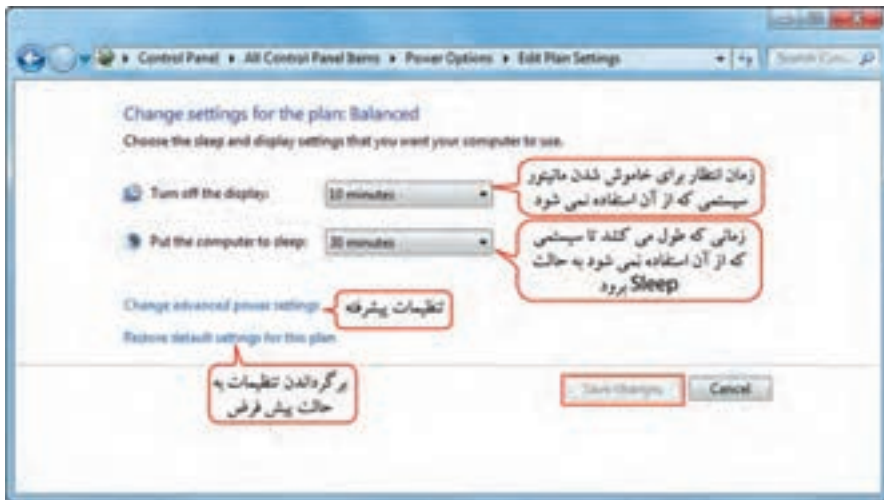 Control Panel ▸ All Control Panel Items ▸ Power Options ▸ Edit Plan Settings
Change settings for the plan: Balanced
Choose the sleep and display settings that you want your computer to use.
Turn off the display:
10 minutes
زمان انتظار برای خاموش شدن مانیتور
سیستمی که از آن استفاده نمی شود
Put the computer to sleep:
30 minutes
زمانی که طول می کشد تا سیستمی
که از آن استفاده نمی شود به حالت
Sleep برود
Change advanced power settings
تنظیمات پیشرفته
Restore default settings for this plan
برگرداندن تنظیمات به
حالت پیش فرض
Save changes
Cancel